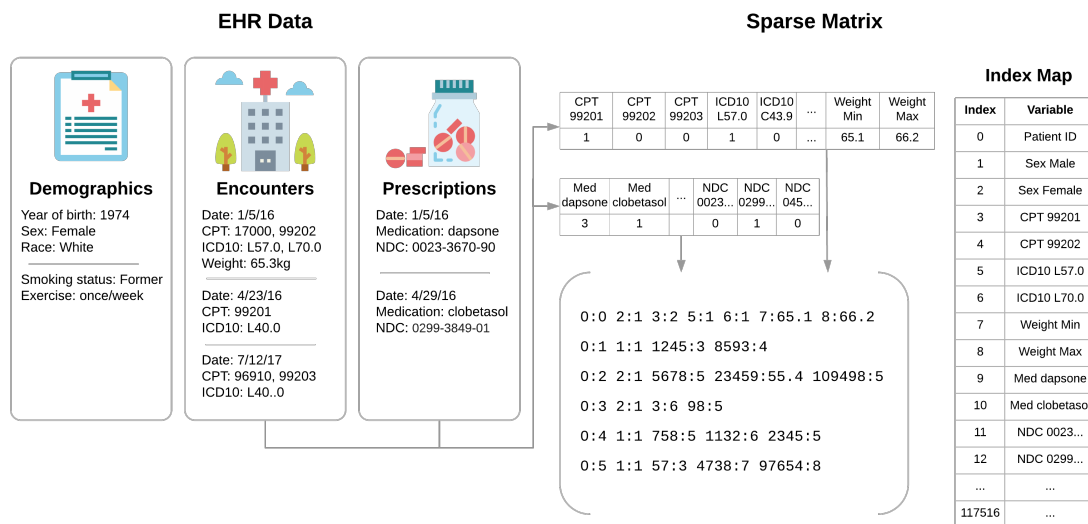 EHR Data
Demographics
Year of birth: 1974
Sex: Female
Race: White
Smoking status: Former
Exercise: once/week
Encounters
Date: 1/5/16
CPT: 17000, 99202
ICD10: L57.0, L70.0
Weight: 65.3kg
Date: 4/23/16
CPT: 99201
ICD10: L40.0
Date: 7/12/17
CPT: 96910, 99203
ICD10: L40..0
Prescriptions
Date: 1/5/16
Medication: dapsone
NDC: 0023-3670-90
Date: 4/29/16
Medication: clobetasol
NDC: 0299-3849-01
Sparse Matrix
CPT CPT CPT ICD10 ICD10 ... Weight Weight
99201 99202 99203 L57.0 C43.9 Min Max
1 0 0 1 0 ... 65.1 66.2
Med Med ... NDC NDC NDC
dapsone clobetasol 0023... 0299... 045...
3 1 0 1 0
0:0 2:1 3:2 5:1 6:1 7:65.1 8:66.2
0:1 1:1 1245:3 8593:4
0:2 2:1 5678:5 23459:55.4 109498:5
0:3 2:1 3:6 98:5
0:4 1:1 758:5 1132:6 2345:5
0:5 1:1 57:3 4738:7 97654:8
Index Map
Index Variable
0 Patient ID
1 Sex Male
2 Sex Female
3 CPT 99201
4 CPT 99202
5 ICD10 L57.0
6 ICD10 L70.0
7 Weight Min
8 Weight Max
9 Med dapsone
10 Med clobetaso
11 NDC 0023...
12 NDC 0299...
... ...
117516 ...